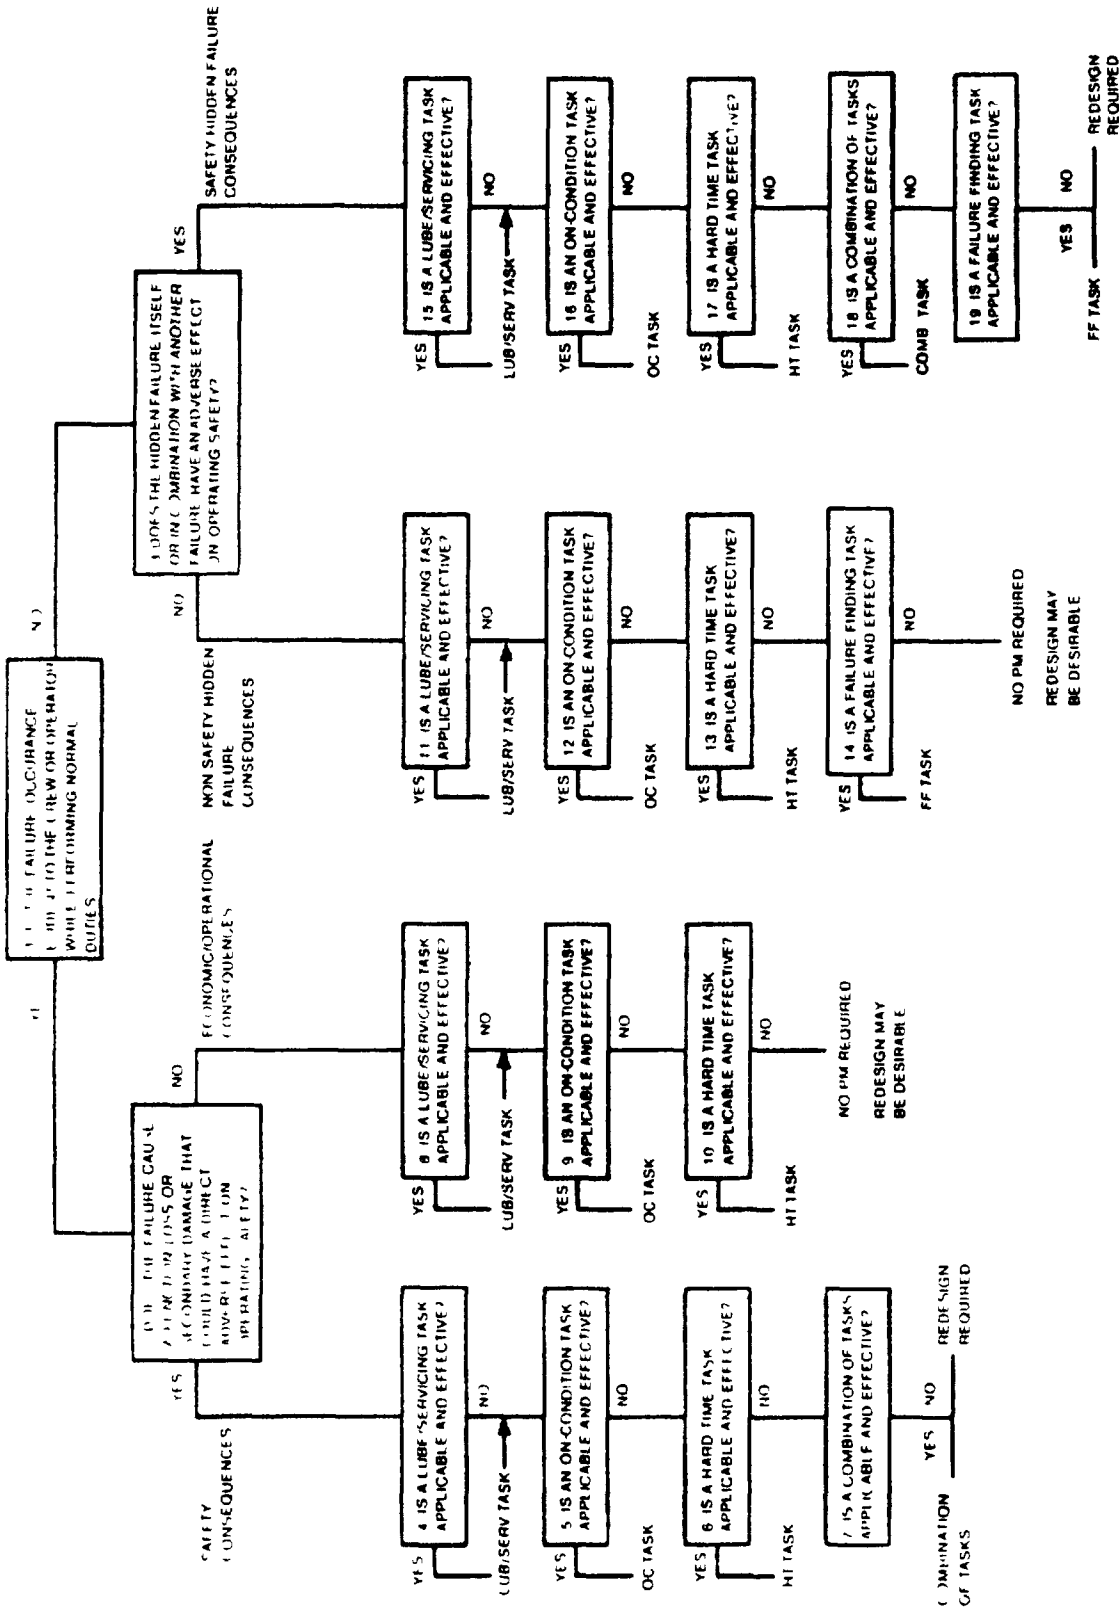 FAILURE OCCURANCE
TO THE CREW OR OPERATOR
WHILE PERFORMING NORMAL
DUTIES
NO
THE FAILURE CAUSE
LOSS OR
SECONDARY DAMAGE THAT
COULD HAVE A DIRECT
ADVERSE EFFECT ON
OPERATING SAFETY?
YES
NO
SAFETY
CONSEQUENCES
ECONOMIC/OPERATIONAL
CONSEQUENCES
DOES THE HIDDEN FAILURE ITSELF
OR IN COMBINATION WITH ANOTHER
FAILURE HAVE AN ADVERSE EFFECT
ON OPERATING SAFETY?
NO
YES
NON SAFETY HIDDEN
FAILURE
CONSEQUENCES
SAFETY HIDDEN FAILURE
CONSEQUENCES
4 IS A LUBE/SERVICING TASK
APPLICABLE AND EFFECTIVE?
YES
NO
LUB/SERV TASK
5 IS AN ON-CONDITION TASK
APPLICABLE AND EFFECTIVE?
YES
NO
OC TASK
6 IS A HARD TIME TASK
APPLICABLE AND EFFECTIVE?
YES
NO
HT TASK
7 IS A COMBINATION OF TASKS
APPLICABLE AND EFFECTIVE?
YES
NO
COMBINATION
OF TASKS
REDESIGN
REQUIRED
8 IS A LUBE/SERVICING TASK
APPLICABLE AND EFFECTIVE?
YES
NO
LUB/SERV TASK
9 IS AN ON-CONDITION TASK
APPLICABLE AND EFFECTIVE?
YES
NO
OC TASK
10 IS A HARD TIME TASK
APPLICABLE AND EFFECTIVE?
YES
NO
HT TASK
NO PM REQUIRED
REDESIGN MAY
BE DESIRABLE
11 IS A LUBE/SERVICING TASK
APPLICABLE AND EFFECTIVE?
YES
NO
LUB/SERV TASK
12 IS AN ON-CONDITION TASK
APPLICABLE AND EFFECTIVE?
YES
NO
OC TASK
13 IS A HARD TIME TASK
APPLICABLE AND EFFECTIVE?
YES
NO
HT TASK
14 IS A FAILURE FINDING TASK
APPLICABLE AND EFFECTIVE?
YES
NO
FF TASK
NO PM REQUIRED
REDESIGN MAY
BE DESIRABLE
15 IS A LUBE/SERVICING TASK
APPLICABLE AND EFFECTIVE?
YES
NO
LUB/SERV TASK
16 IS AN ON-CONDITION TASK
APPLICABLE AND EFFECTIVE?
YES
NO
OC TASK
17 IS A HARD TIME TASK
APPLICABLE AND EFFECTIVE?
YES
NO
HT TASK
18 IS A COMBINATION OF TASKS
APPLICABLE AND EFFECTIVE?
YES
NO
COMB TASK
19 IS A FAILURE FINDING TASK
APPLICABLE AND EFFECTIVE?
YES
NO
FF TASK
REDESIGN
REQUIRED